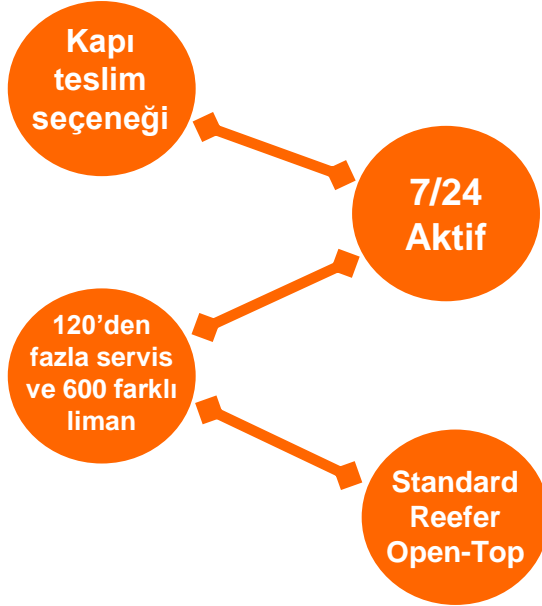 Kapı
teslim
seçeneği
7/24
Aktif
120’den
fazla servis
ve 600 farklı
liman
Standard
Reefer
Open-Top